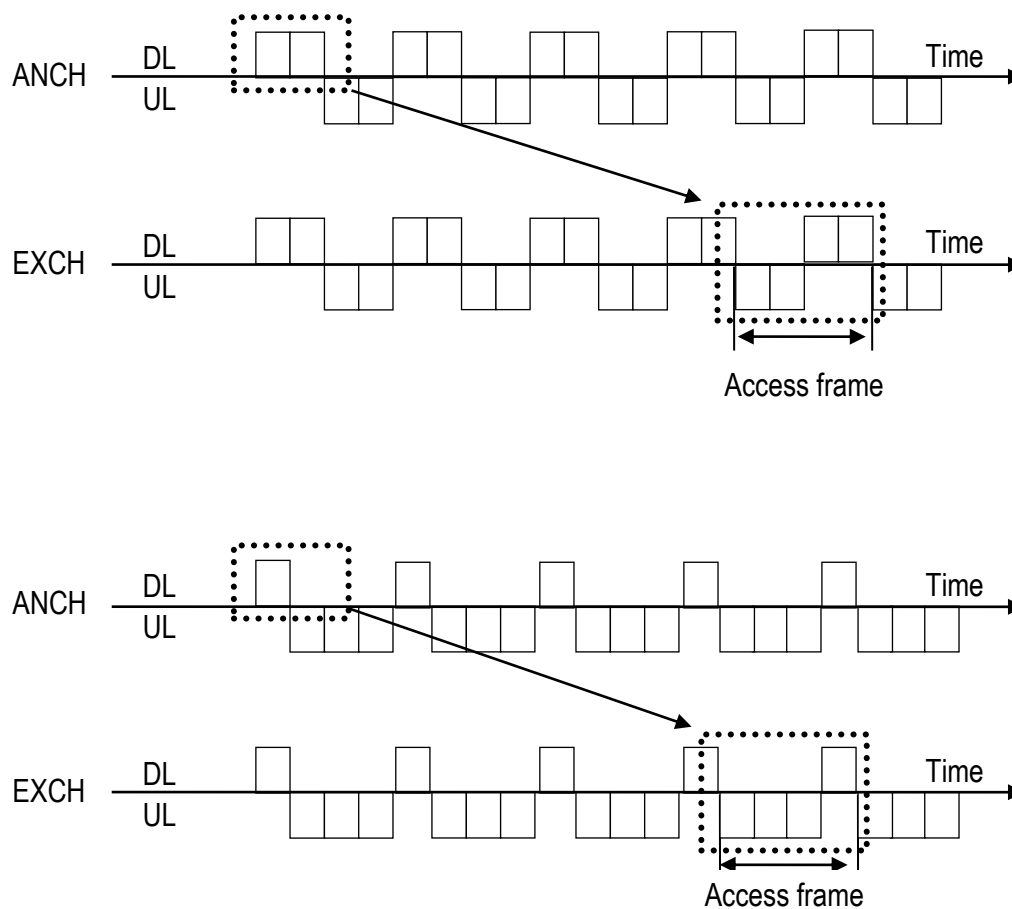 DL Time
ANCH
UL
DL Time
EXCH
UL
Access frame
DL Time
ANCH
UL
DL Time
EXCH
UL
Access frame